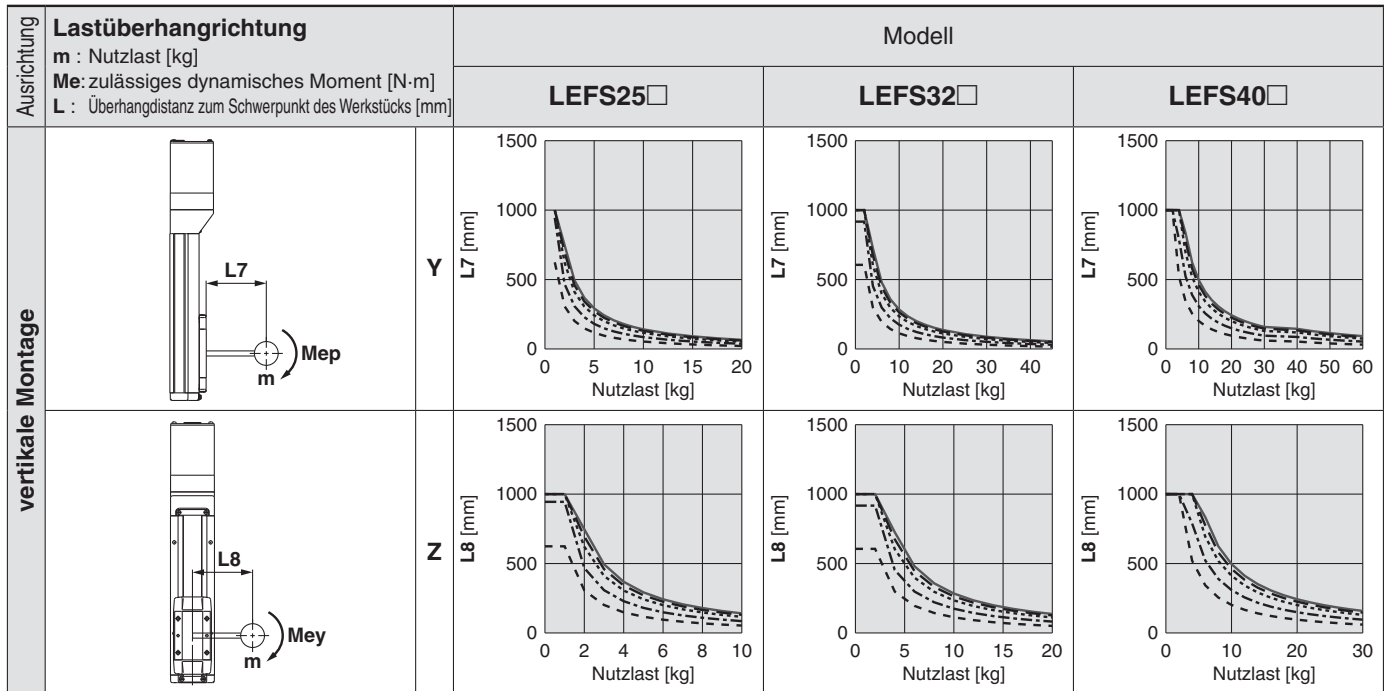 Ausrichtung
Lastüberhangrichtung
m : Nutzlast [kg]
Me: zulässiges dynamisches Moment [N·m]
L : Überhangdistanz zum Schwerpunkt des Werkstücks [mm]
Modell
LEFS25□
LEFS32□
LEFS40□
vertikale Montage
L7
Mep
m
Y
L7 [mm]
1500
1000
500
0
0 5 10 15 20
Nutzlast [kg]
L7 [mm]
1500
1000
500
0
0 10 20 30 40
Nutzlast [kg]
L7 [mm]
1500
1000
500
0
0 10 20 30 40 50 60
Nutzlast [kg]
L8
Mey
m
Z
L8 [mm]
1500
1000
500
0
0 2 4 6 8 10
Nutzlast [kg]
L8 [mm]
1500
1000
500
0
0 5 10 15 20
Nutzlast [kg]
L8 [mm]
1500
1000
500
0
0 10 20 30
Nutzlast [kg]